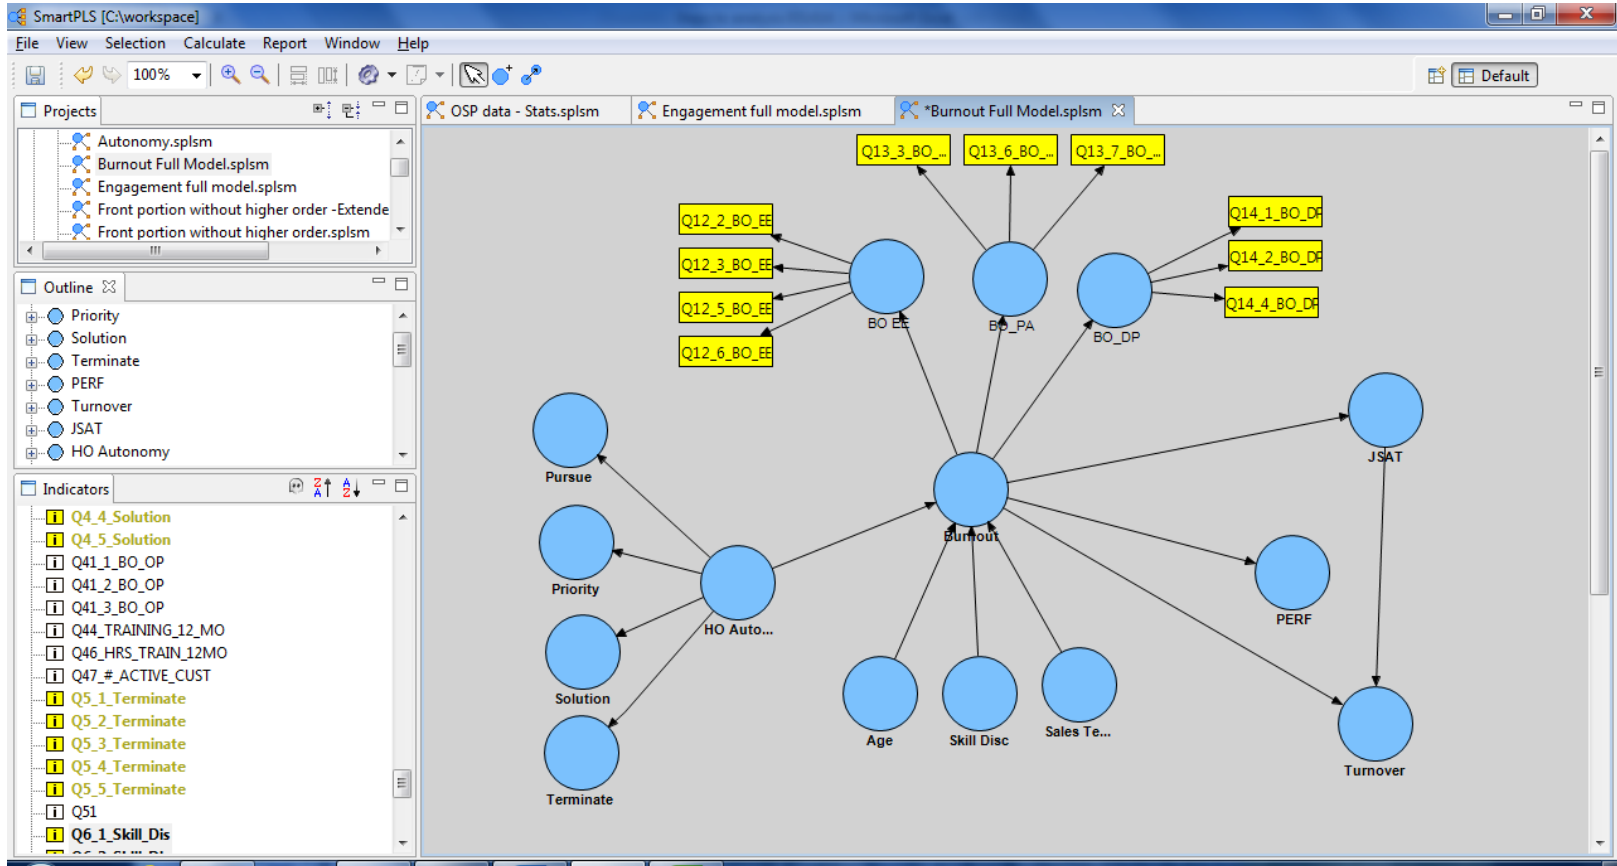 SmartPLS [C:\workspace]
File View Selection Calculate Report Window Help
100%
Default
Projects
Autonomy.splsm
Burnout Full Model.splsm
Engagement full model.splsm
Front portion without higher order -Extende
Front portion without higher order.splsm
Outline
Priority
Solution
Terminate
PERF
Turnover
JSAT
HO Autonomy
Indicators
Q4_4_Solution
Q4_5_Solution
Q41_1_BO_OP
Q41_2_BO_OP
Q41_3_BO_OP
Q44_TRAINING_12_MO
Q46_HRS_TRAIN_12MO
Q47_#_ACTIVE_CUST
Q5_1_Terminate
Q5_2_Terminate
Q5_3_Terminate
Q5_4_Terminate
Q5_5_Terminate
Q51
Q6_1_Skill_Dis
OSP data - Stats.splsm
Engagement full model.splsm
*Burnout Full Model.splsm
Q13_3_BO_...
Q13_6_BO_...
Q13_7_BO_...
Q12_2_BO_EE
Q12_3_BO_EE
Q12_5_BO_EE
Q12_6_BO_EE
Q14_1_BO_DP
Q14_2_BO_DP
Q14_4_BO_DP
BO EE
BO_PA
BO_DP
Pursue
Priority
Solution
Terminate
HO Auto...
Burnout
Age
Skill Disc
Sales Te...
JSAT
PERF
Turnover